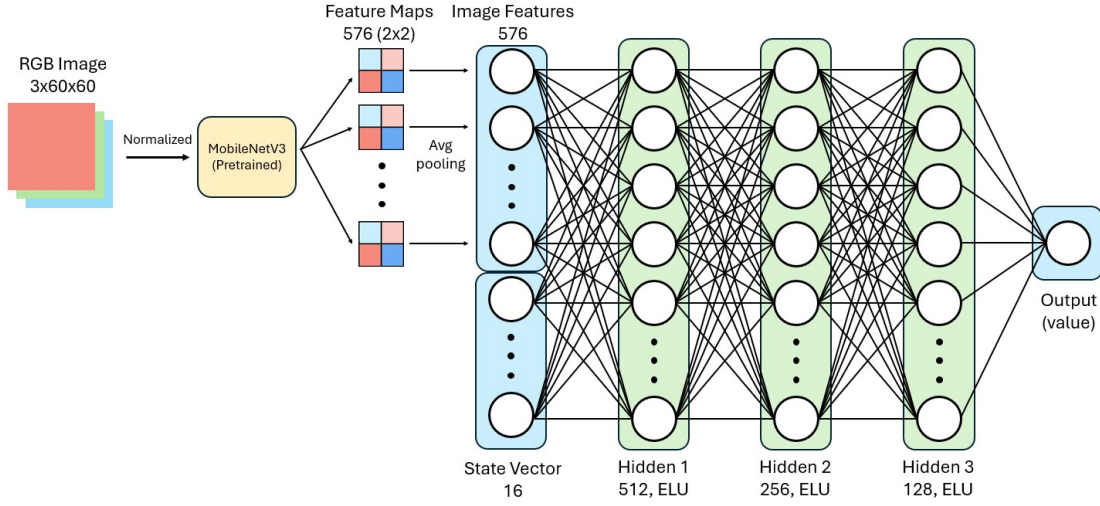 RGB Image
3x60x60
Normalized
MobileNetV3
(Pretrained)
Feature Maps
576 (2x2)
Avg
pooling
Image Features
576
State Vector
16
Hidden 1
512, ELU
Hidden 2
256, ELU
Hidden 3
128, ELU
Output
(value)